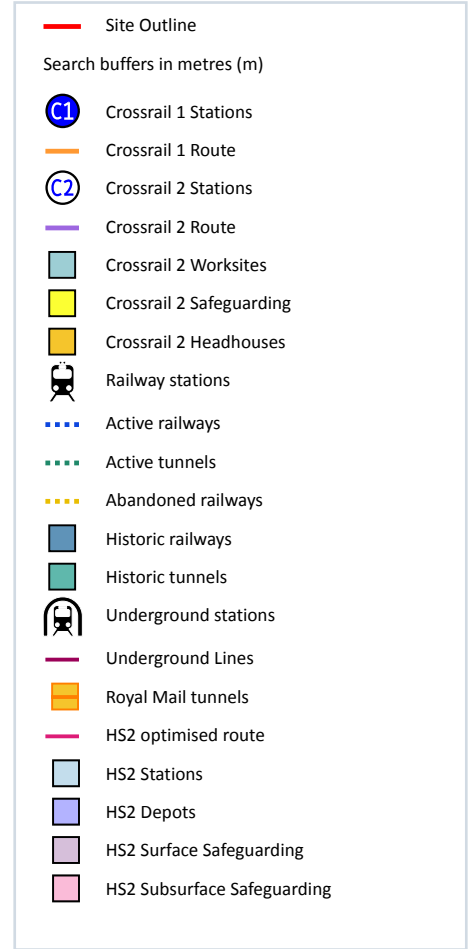 Site Outline
Search buffers in metres (m)
C1 Crossrail 1 Stations
Crossrail 1 Route
C2 Crossrail 2 Stations
Crossrail 2 Route
Crossrail 2 Worksites
Crossrail 2 Safeguarding
Crossrail 2 Headhouses
Railway stations
Active railways
Active tunnels
Abandoned railways
Historic railways
Historic tunnels
Underground stations
Underground Lines
Royal Mail tunnels
HS2 optimised route
HS2 Stations
HS2 Depots
HS2 Surface Safeguarding
HS2 Subsurface Safeguarding